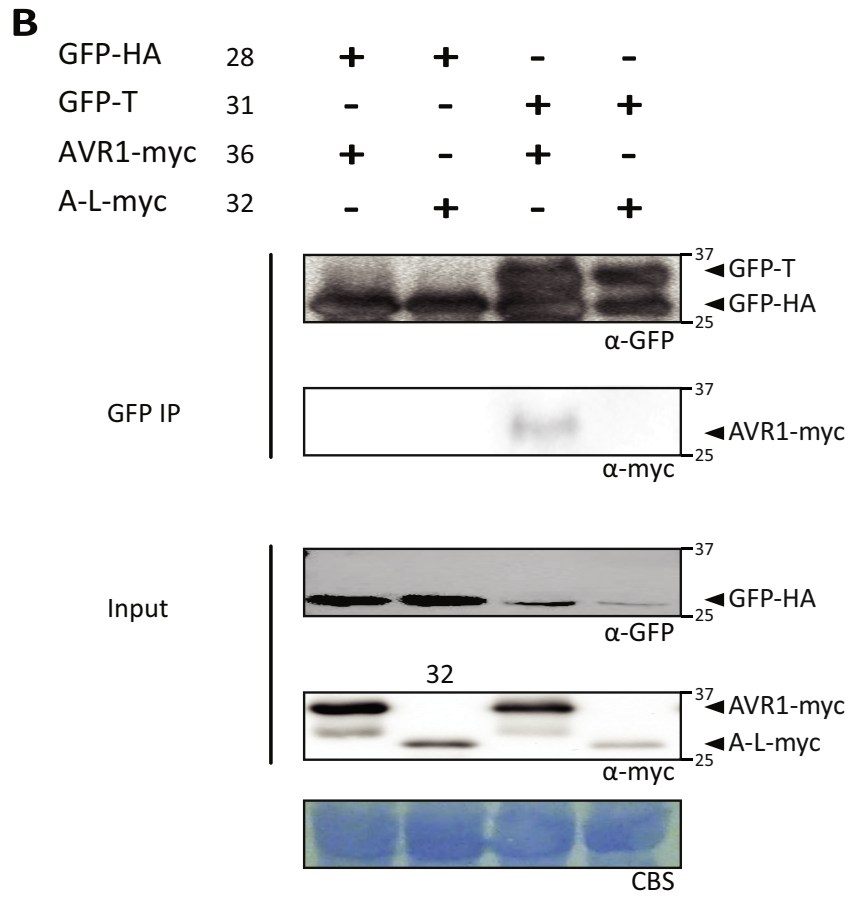 B
GFP-HA 28 + + - -
GFP-T 31 - - + +
AVR1-myc 36 + - + -
A-L-myc 32 - + - +
37
◄GFP-T
◄GFP-HA
25
α-GFP
GFP IP
37
◄AVR1-myc
25
α-myc
Input
37
◄GFP-HA
25
α-GFP
32
37
◄AVR1-myc
◄A-L-myc
25
α-myc
CBS